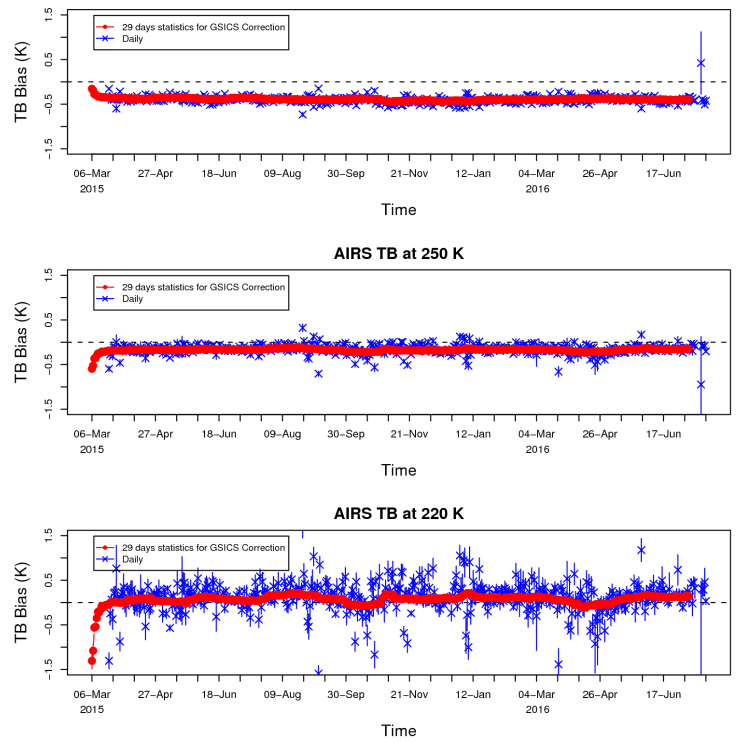 1.5
0.5
−0.5
−1.5
TB Bias (K)
29 days statistics for GSICS Correction
Daily
06−Mar 27−Apr 18−Jun 09−Aug 30−Sep 21−Nov 12−Jan 04−Mar 26−Apr 17−Jun
2015 2016
Time
AIRS TB at 250 K
1.5
0.5
−0.5
−1.5
TB Bias (K)
29 days statistics for GSICS Correction
Daily
06−Mar 27−Apr 18−Jun 09−Aug 30−Sep 21−Nov 12−Jan 04−Mar 26−Apr 17−Jun
2015 2016
Time
AIRS TB at 220 K
1.5
0.5
−0.5
−1.5
TB Bias (K)
29 days statistics for GSICS Correction
Daily
06−Mar 27−Apr 18−Jun 09−Aug 30−Sep 21−Nov 12−Jan 04−Mar 26−Apr 17−Jun
2015 2016
Time